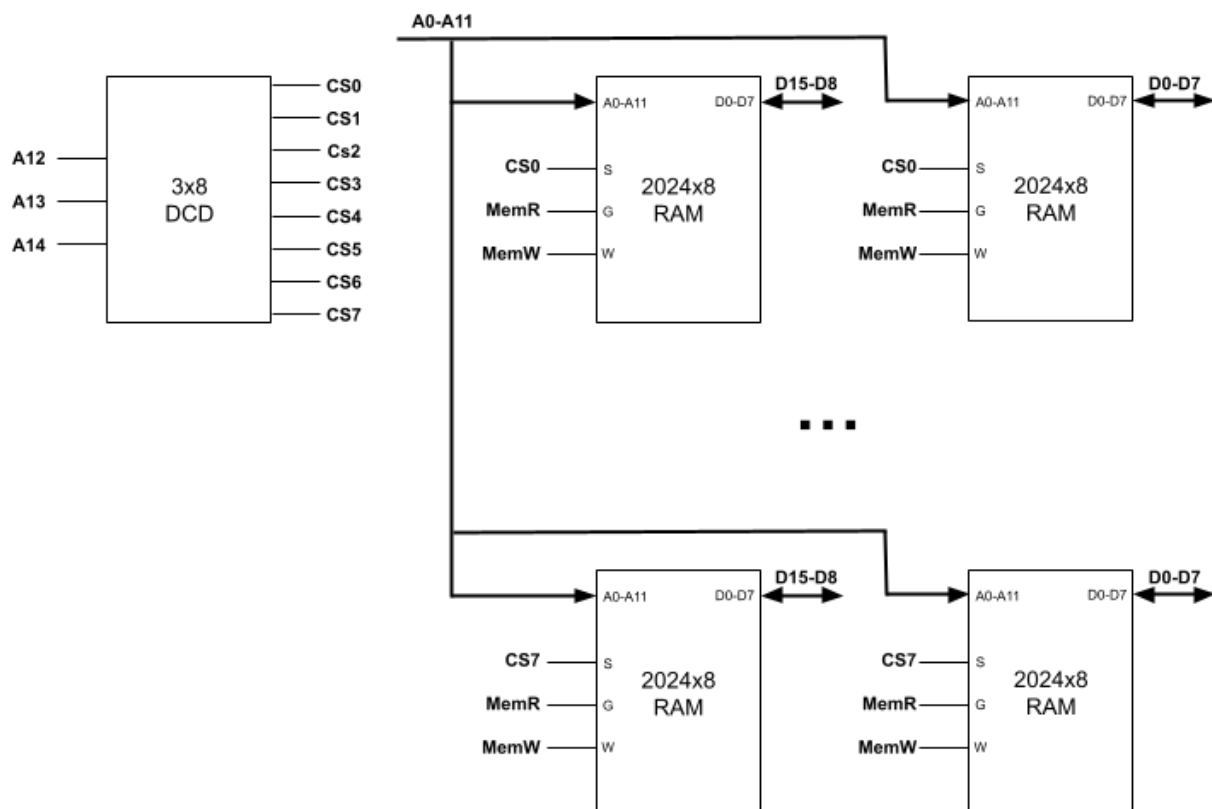 A0-A11
CS0
CS1
Cs2
CS3
CS4
CS5
CS6
CS7
A12
A13
A14
3x8
DCD
A0-A11
D0-D7
D15-D8
CS0
S
MemR
G
MemW
W
2024x8
RAM
A0-A11
D0-D7
D0-D7
CS0
S
MemR
G
MemW
W
2024x8
RAM
...
A0-A11
D0-D7
D15-D8
CS7
S
MemR
G
MemW
W
2024x8
RAM
A0-A11
D0-D7
D0-D7
CS7
S
MemR
G
MemW
W
2024x8
RAM